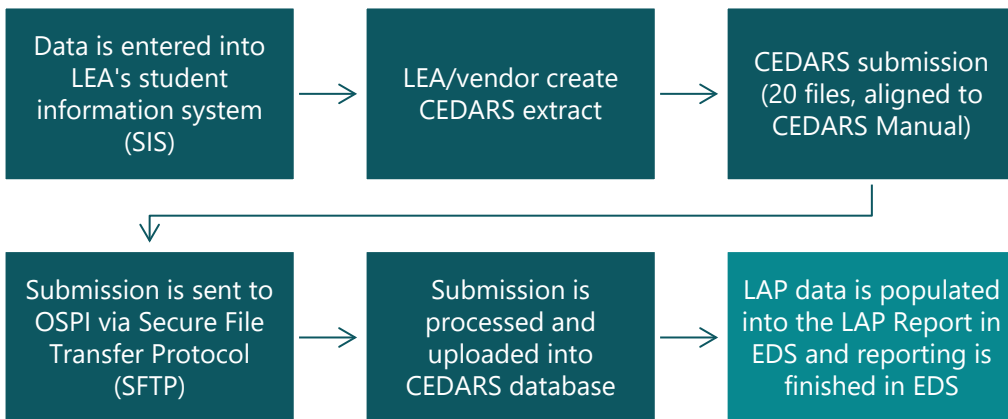 Data is entered into
LEA's student
information system
(SIS)
LEA/vendor create
CEDARS extract
CEDARS submission
(20 files, aligned to
CEDARS Manual)
Submission is sent to
OSPI via Secure File
Transfer Protocol
(SFTP)
Submission is
processed and
uploaded into
CEDARS database
LAP data is populated
into the LAP Report in
EDS and reporting is
finished in EDS